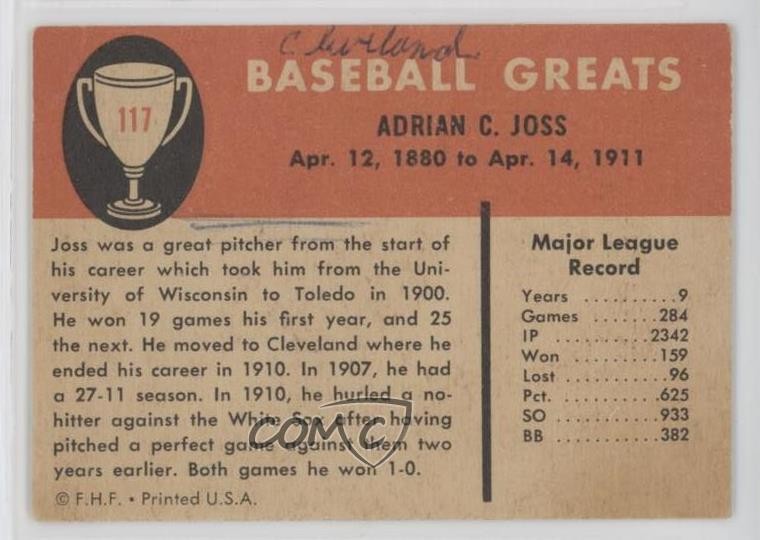 Cleveland
BASEBALL GREATS
117
ADRIAN C. JOSS
Apr. 12, 1880 to Apr. 14, 1911
Joss was a great pitcher from the start of
his career which took him from the Uni-
versity of Wisconsin to Toledo in 1900.
He won 19 games his first year, and 25
the next. He moved to Cleveland where he
ended his career in 1910. In 1907, he had
a 27-11 season. In 1910, he hurled a no-
hitter against the White Sox after having
pitched a perfect game against them two
years earlier. Both games he won 1-0.
© F.H.F. • Printed U.S.A.
Major League
Record
Years ..........9
Games .......284
IP ..........2342
Won .........159
Lost ..........96
Pct. ..........625
SO ..........933
BB ..........382
COMC